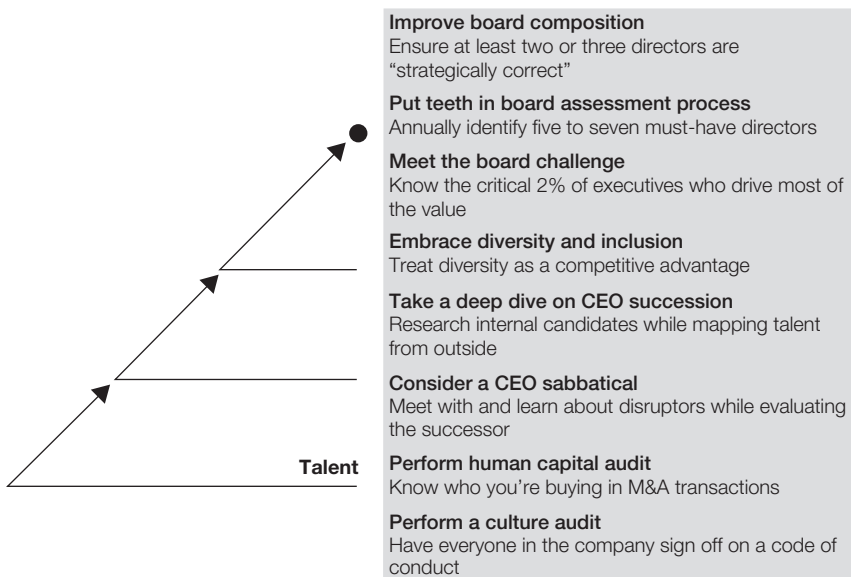 Improve board composition
Ensure at least two or three directors are
“strategically correct”
Put teeth in board assessment process
Annually identify five to seven must-have directors
Meet the board challenge
Know the critical 2% of executives who drive most of
the value
Embrace diversity and inclusion
Treat diversity as a competitive advantage
Take a deep dive on CEO succession
Research internal candidates while mapping talent
from outside
Consider a CEO sabbatical
Meet with and learn about disruptors while evaluating
the successor
Talent
Perform human capital audit
Know who you’re buying in M&A transactions
Perform a culture audit
Have everyone in the company sign off on a code of
conduct